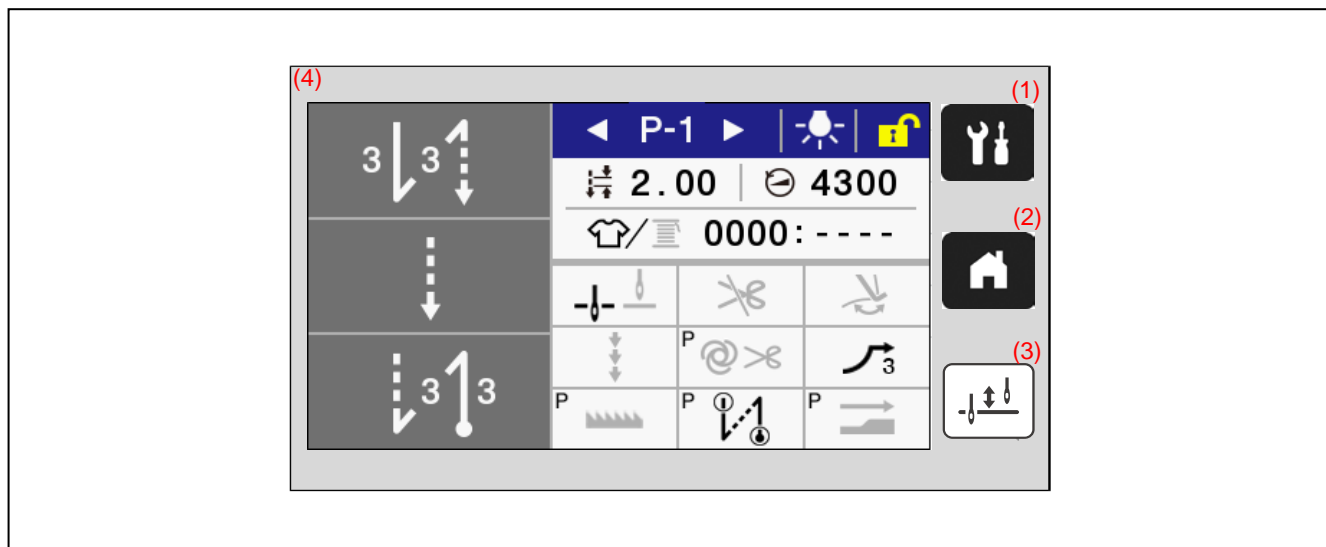 (4)
(1)
◄ P-1 ►
3 3
2.00 4300
(2)
0000:----
(3)
P 3
3 3
P P P